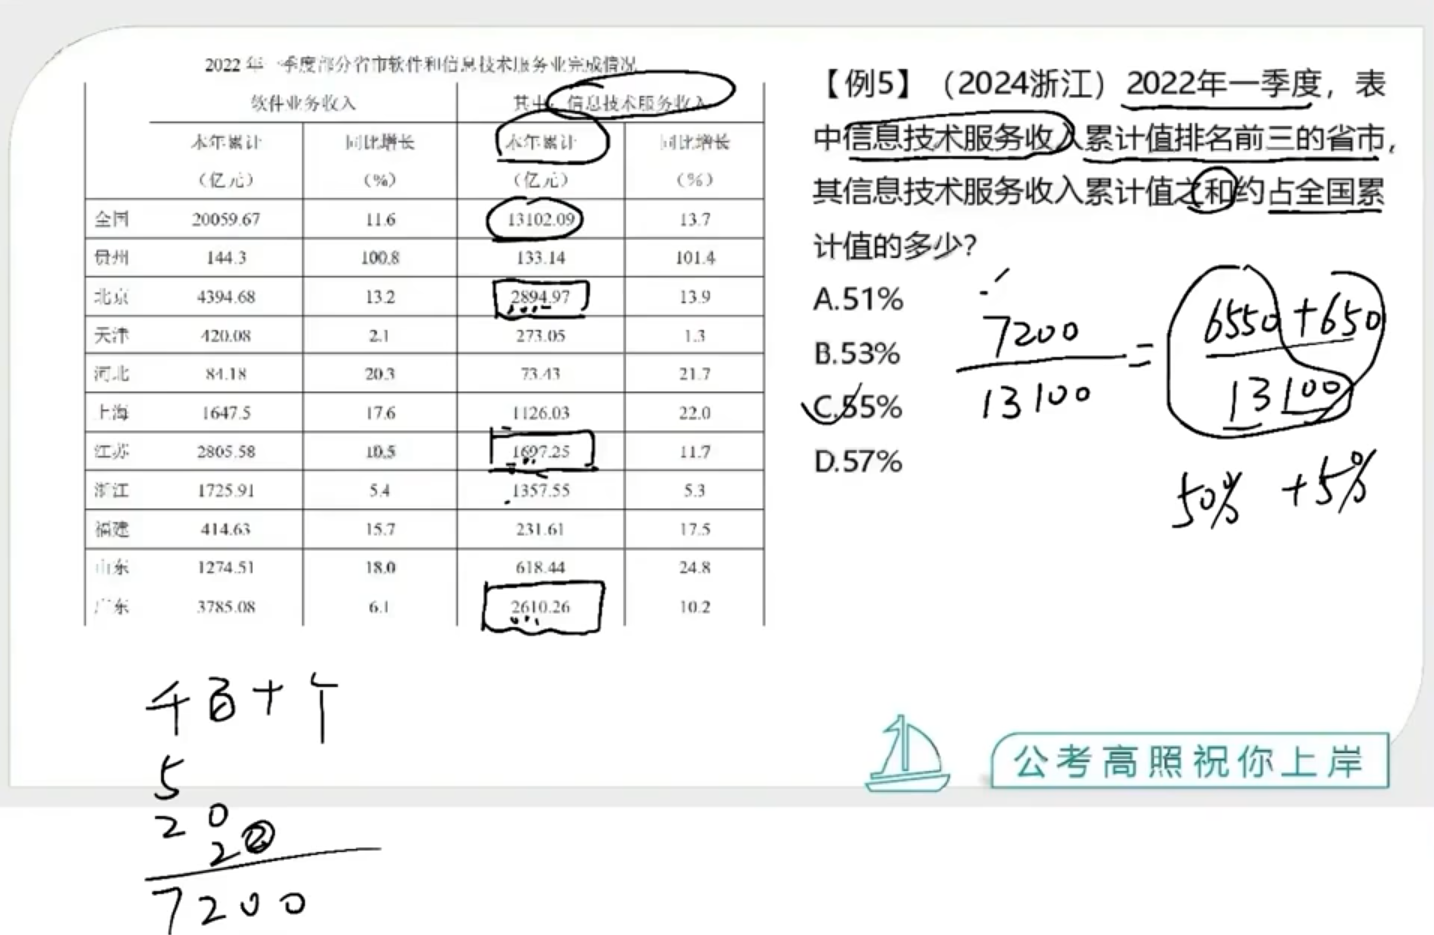 2022年一季度部分省市软件和信息技术服务业完成情况
软件业务收入 其中：信息技术服务收入
本年累计 同比增长 本年累计 同比增长
（亿元） （%） （亿元） （%）
全国 20059.67 11.6 13102.09 13.7
贵州 144.3 100.8 133.14 101.4
北京 4394.68 13.2 2894.97 13.9
天津 420.08 2.1 273.05 1.3
河北 84.18 20.3 73.43 21.7
上海 1647.5 17.6 1126.03 22.0
江苏 2805.58 10.5 1697.25 11.7
浙江 1725.91 5.4 1357.55 5.3
福建 414.63 15.7 231.61 17.5
山东 1274.51 18.0 618.44 24.8
广东 3785.08 6.1 2610.26 10.2
【例5】（2024浙江）2022年一季度，表
中信息技术服务收入累计值排名前三的省市，
其信息技术服务收入累计值之和约占全国累
计值的多少？
A.51%
B.53%
C.55%
D.57%
7200
13100
=
6550+650
13100
50% +5%
千百十个
5
20
22
7200
公考高照祝你上岸